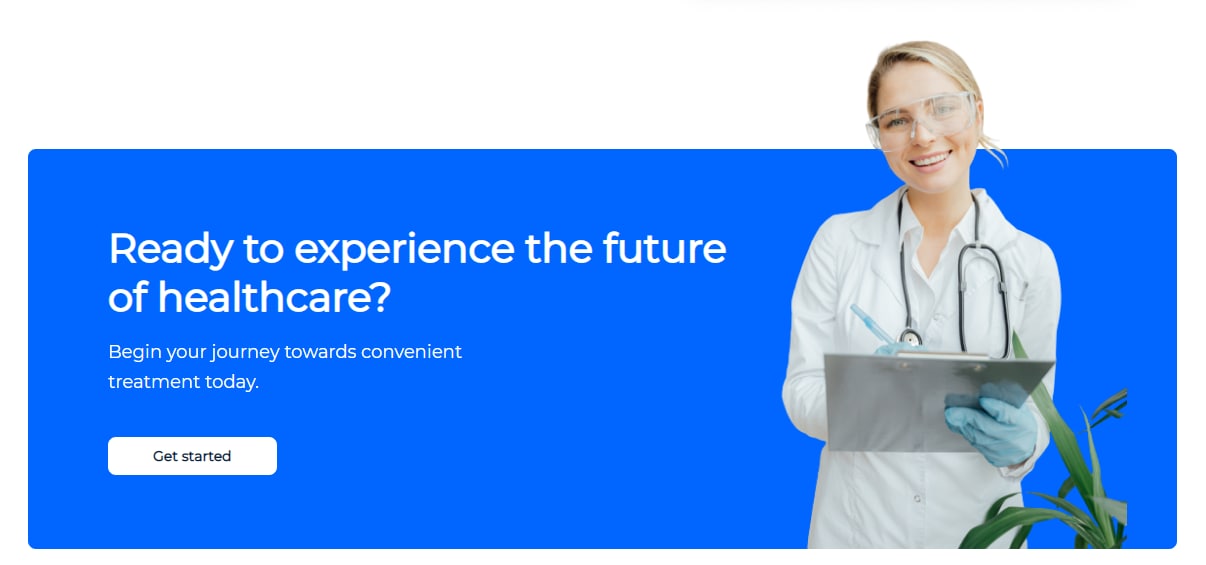 Ready to experience the future
of healthcare?
Begin your journey towards convenient
treatment today.
Get started